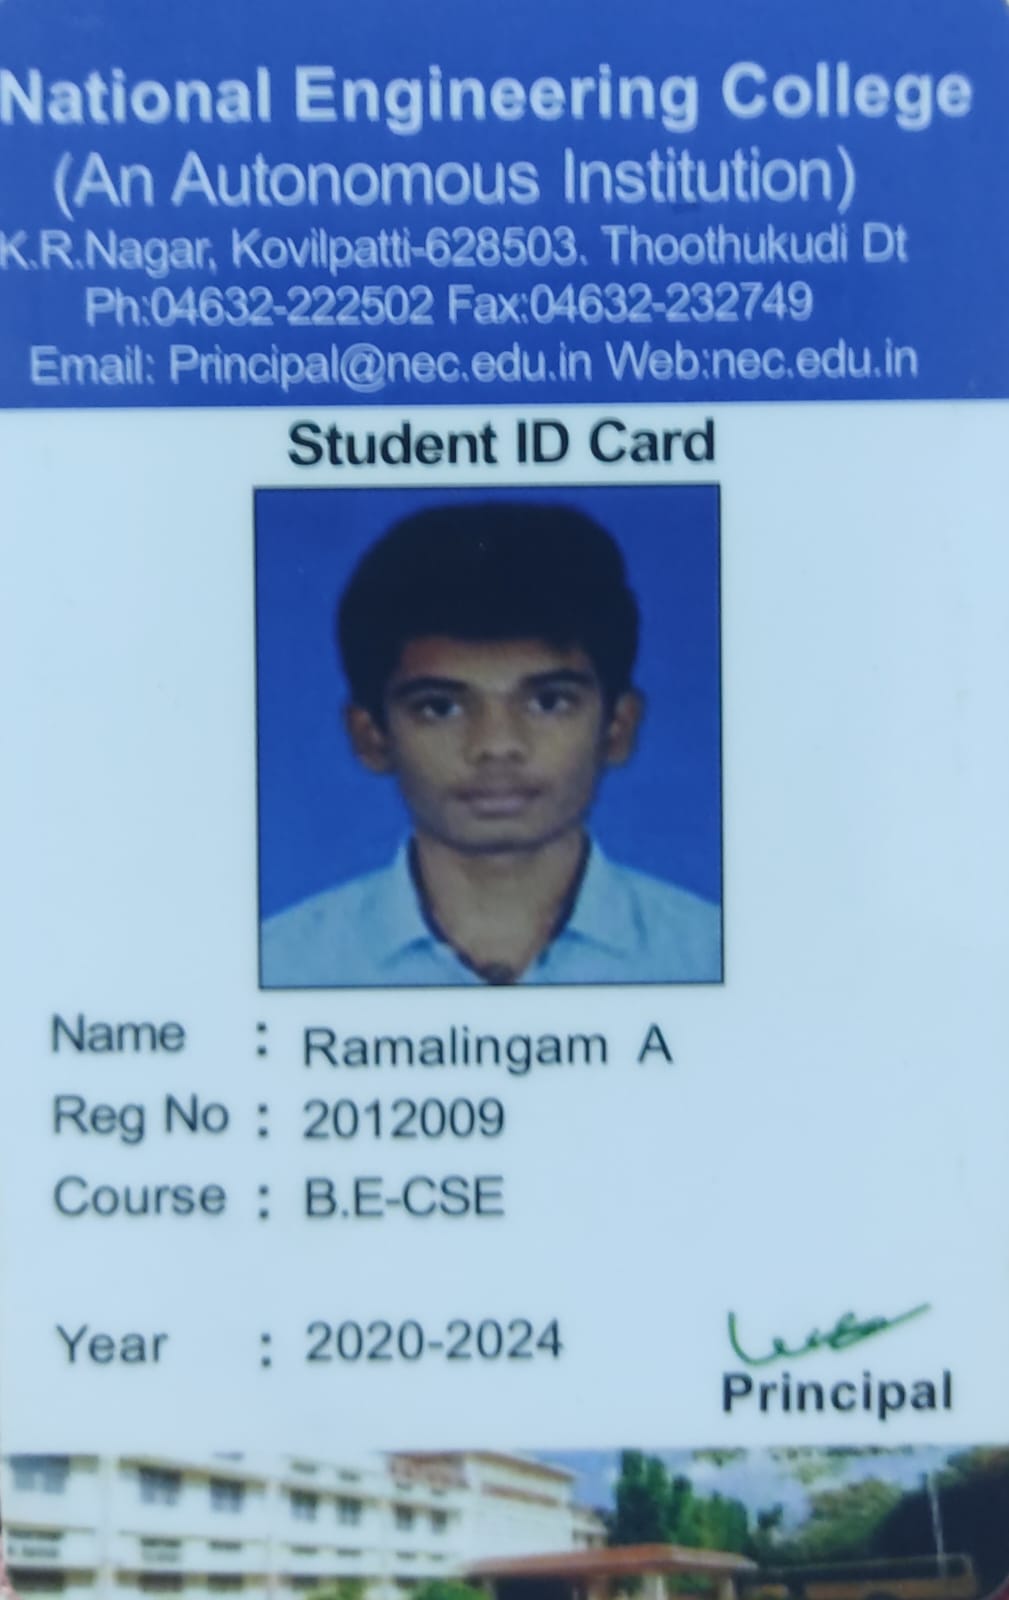 National Engineering College
(An Autonomous Institution)
K.R.Nagar, Kovilpatti-628503. Thoothukudi Dt
Ph:04632-222502 Fax:04632-232749
Email: Principal@nec.edu.in Web:nec.edu.in
Student ID Card
Name : Ramalingam A
Reg No : 2012009
Course : B.E-CSE
Year : 2020-2024
Principal